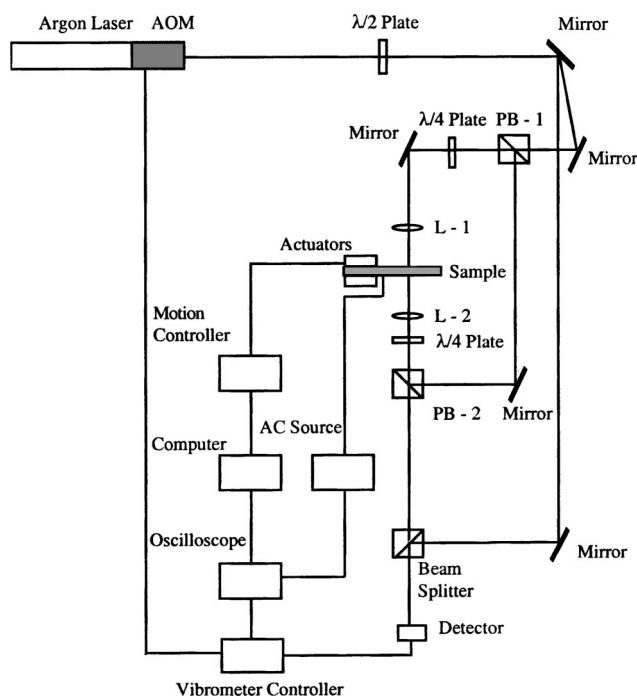 Argon Laser
AOM
λ/2 Plate
Mirror
Mirror
λ/4 Plate
PB - 1
Mirror
L - 1
Actuators
Sample
L - 2
λ/4 Plate
Motion
Controller
PB - 2
Mirror
AC Source
Computer
Oscilloscope
Beam
Splitter
Mirror
Detector
Vibrometer Controller